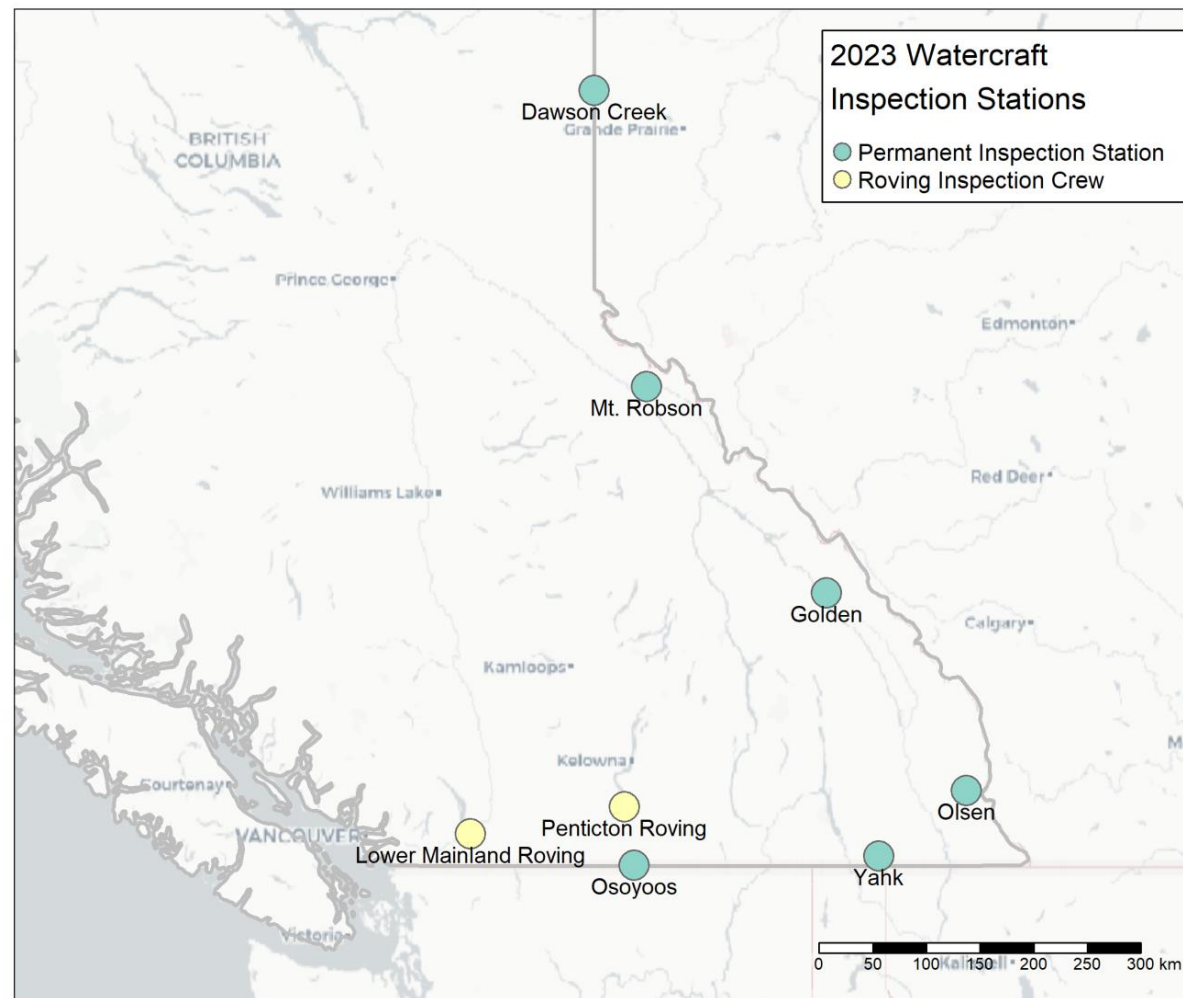 2023 Watercraft
Inspection Stations
Permanent Inspection Station
Roving Inspection Crew
Dawson Creek
Grande Prairie
BRITISH
COLUMBIA
Prince George
Edmonton
Mt. Robson
Red Deer
Williams Lake
Golden
Calgary
Kamloops
Kelowna
Courtenay
Olsen
Penticton Roving
VANCOUVER
Lower Mainland Roving
Yahk
Osoyoos
Victoria
0 50 100 150 200 250 300 km